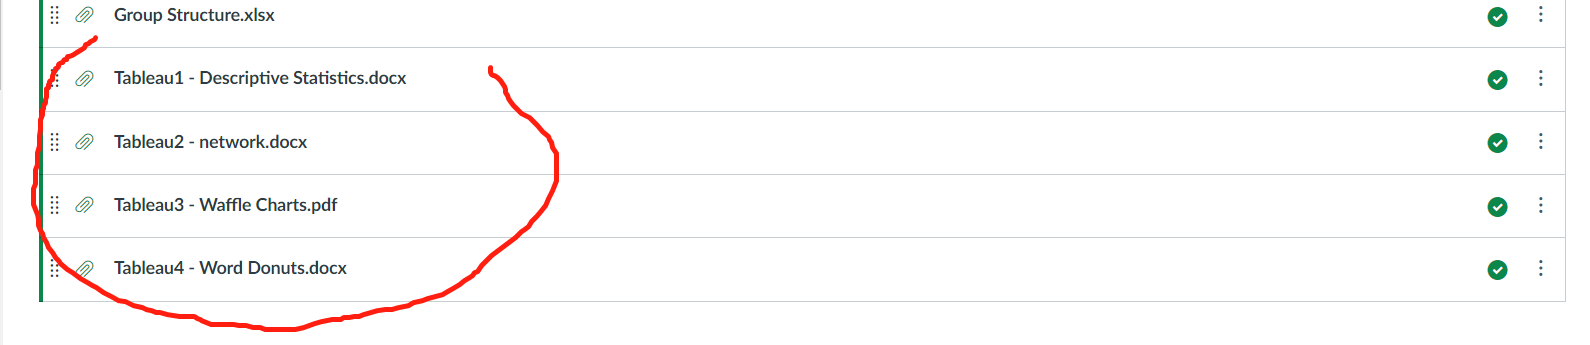 Group Structure.xlsx
Tableau1 - Descriptive Statistics.docx
Tableau2 - network.docx
Tableau3 - Waffle Charts.pdf
Tableau4 - Word Donuts.docx